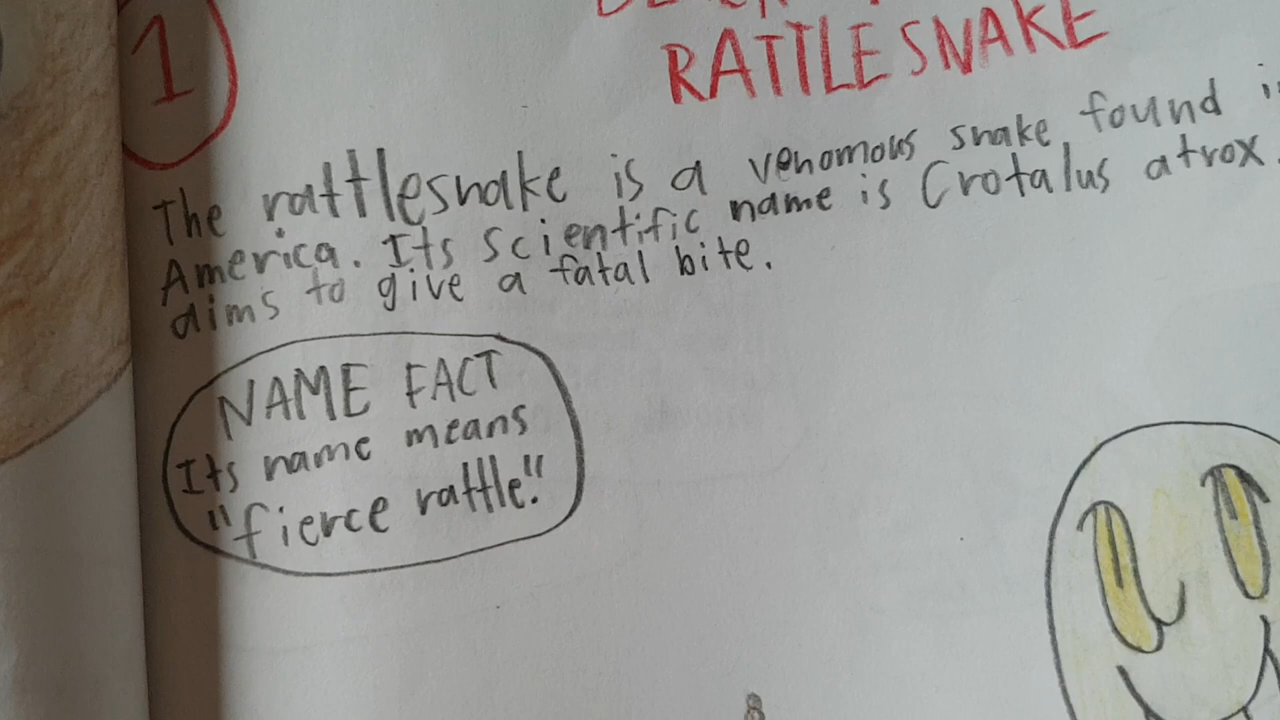 1
RATTLESNAKE
The rattlesnake is a venomous snake found
America. Its scientific name is Crotalus atrox.
aims to give a fatal bite.
NAME FACT
Its name means
"fierce rattle."